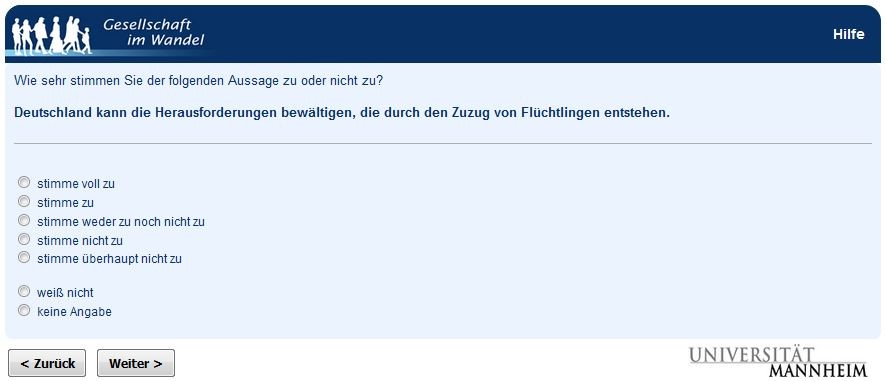 Gesellschaft
im Wandel
Hilfe
Wie sehr stimmen Sie der folgenden Aussage zu oder nicht zu?
Deutschland kann die Herausforderungen bewältigen, die durch den Zuzug von Flüchtlingen entstehen.
stimme voll zu
stimme zu
stimme weder zu noch nicht zu
stimme nicht zu
stimme überhaupt nicht zu
weiß nicht
keine Angabe
< Zurück Weiter >
UNIVERSITÄT
MANNHEIM